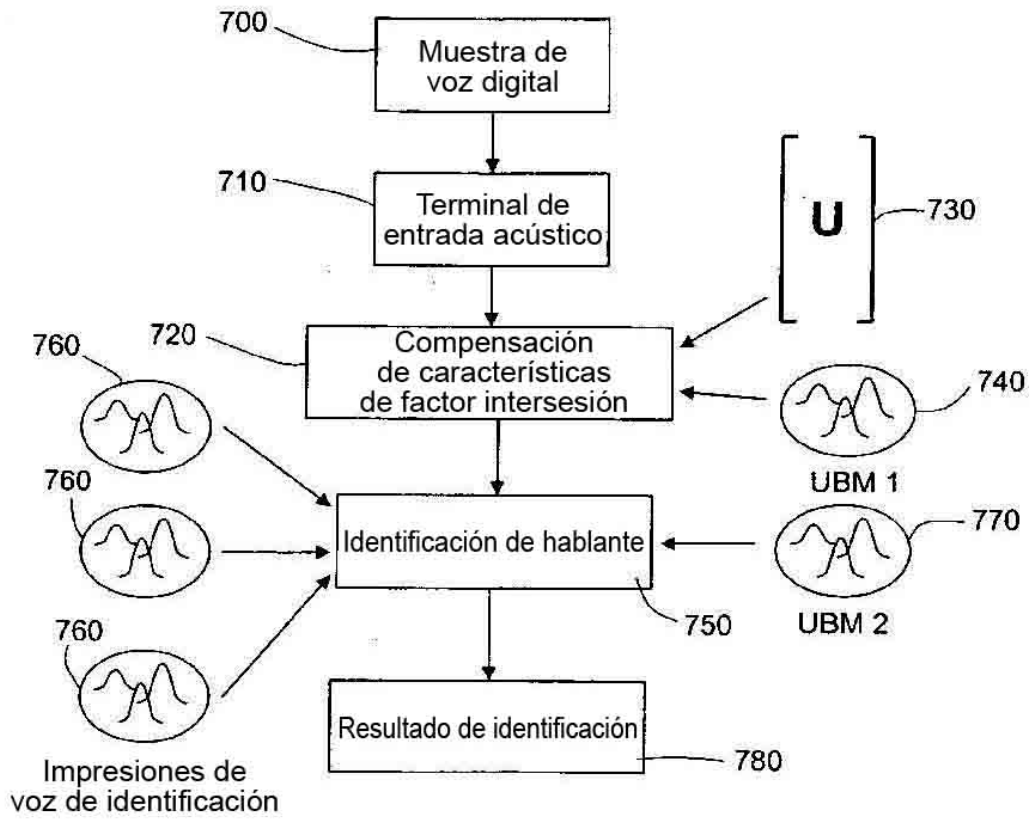 700
Muestra de
voz digital
710
Terminal de
entrada acústico
U
730
720
Compensación
de características
de factor intersesión
740
UBM 1
760
760
760
Impresiones de
voz de identificación
Identificación de hablante
750
770
UBM 2
Resultado de identificación
780